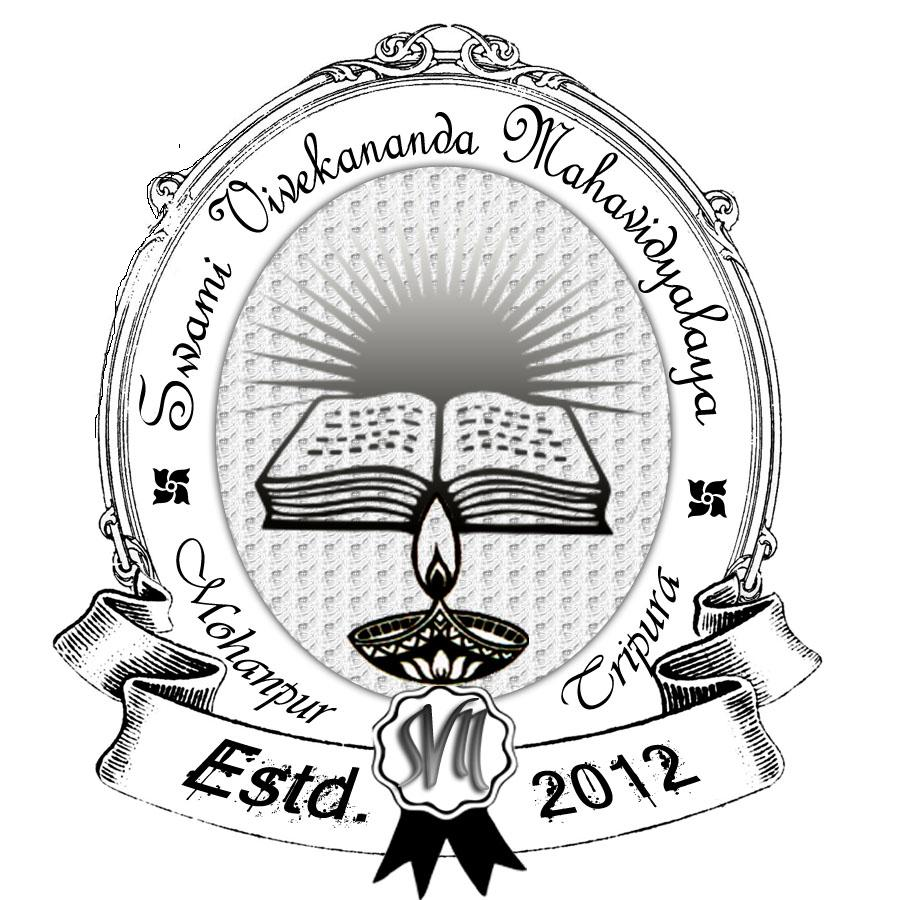 Swami Vivekananda Mahavidyalaya
Mohanpur Tripura
SVM
Estd. 2012